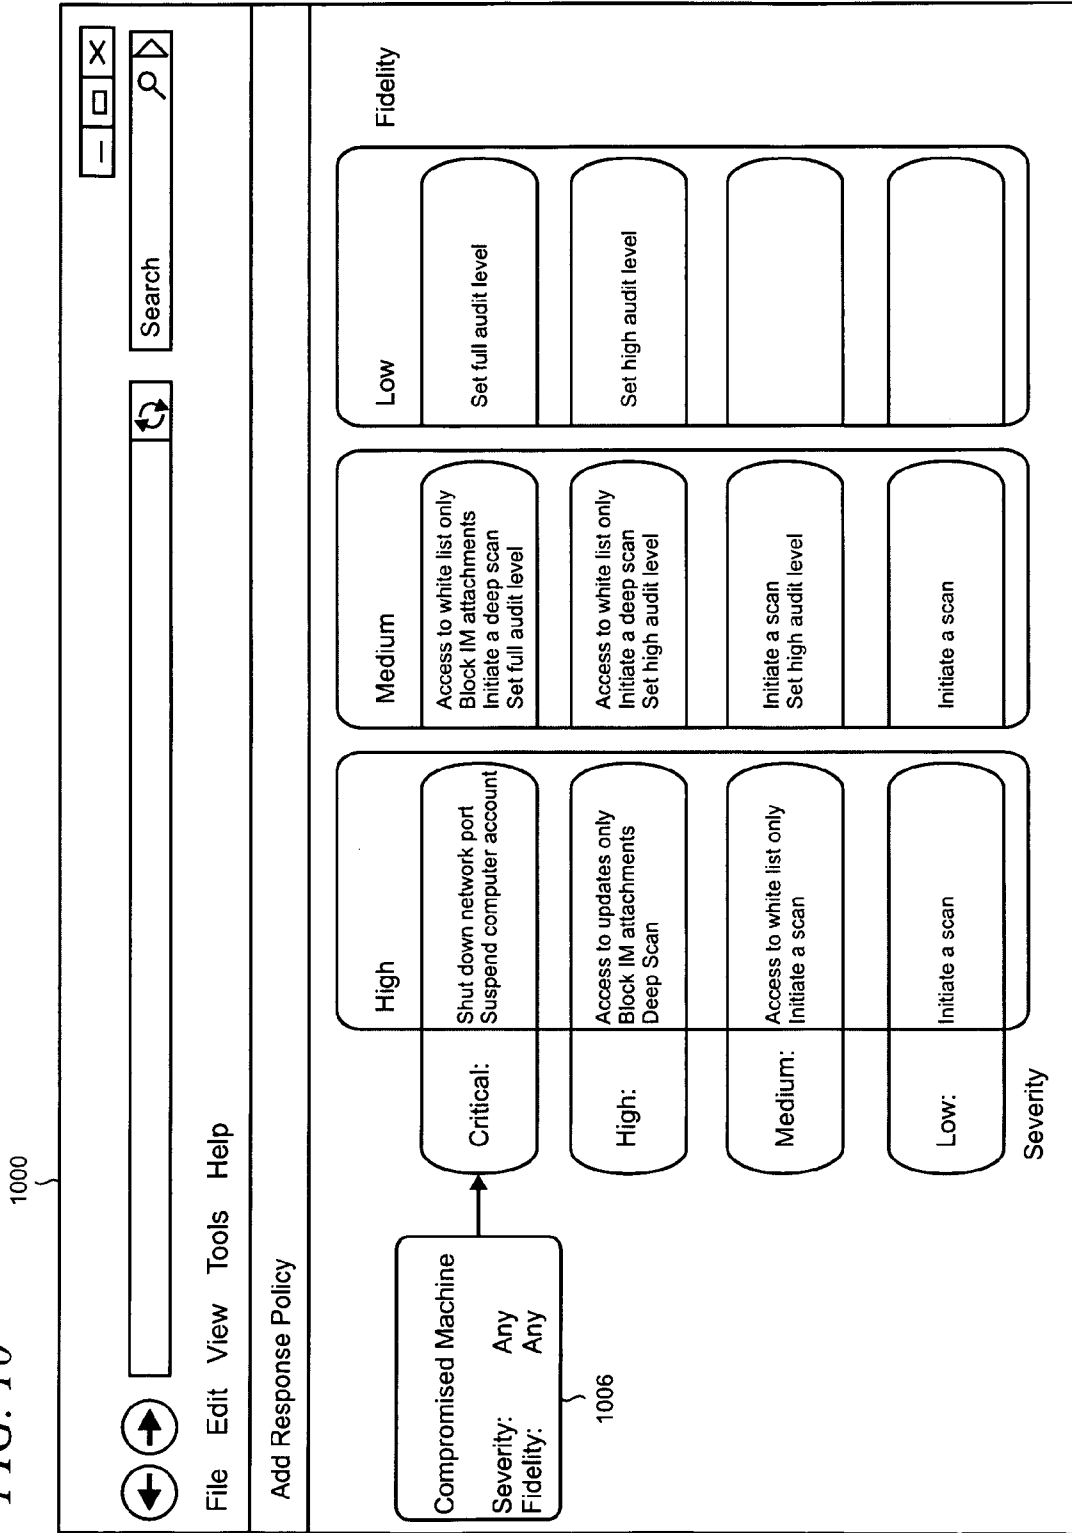 FIG. 10
1000
Search
File Edit View Tools Help
Add Response Policy
Fidelity
High
Medium
Low
Compromised Machine
Severity: Any
Fidelity: Any
1006
Critical:
Shut down network port
Suspend computer account
Access to white list only
Block IM attachments
Initiate a deep scan
Set full audit level
Set full audit level
High:
Access to updates only
Block IM attachments
Deep Scan
Access to white list only
Initiate a deep scan
Set high audit level
Set high audit level
Medium:
Access to white list only
Initiate a scan
Initiate a scan
Set high audit level
Low:
Initiate a scan
Initiate a scan
Severity